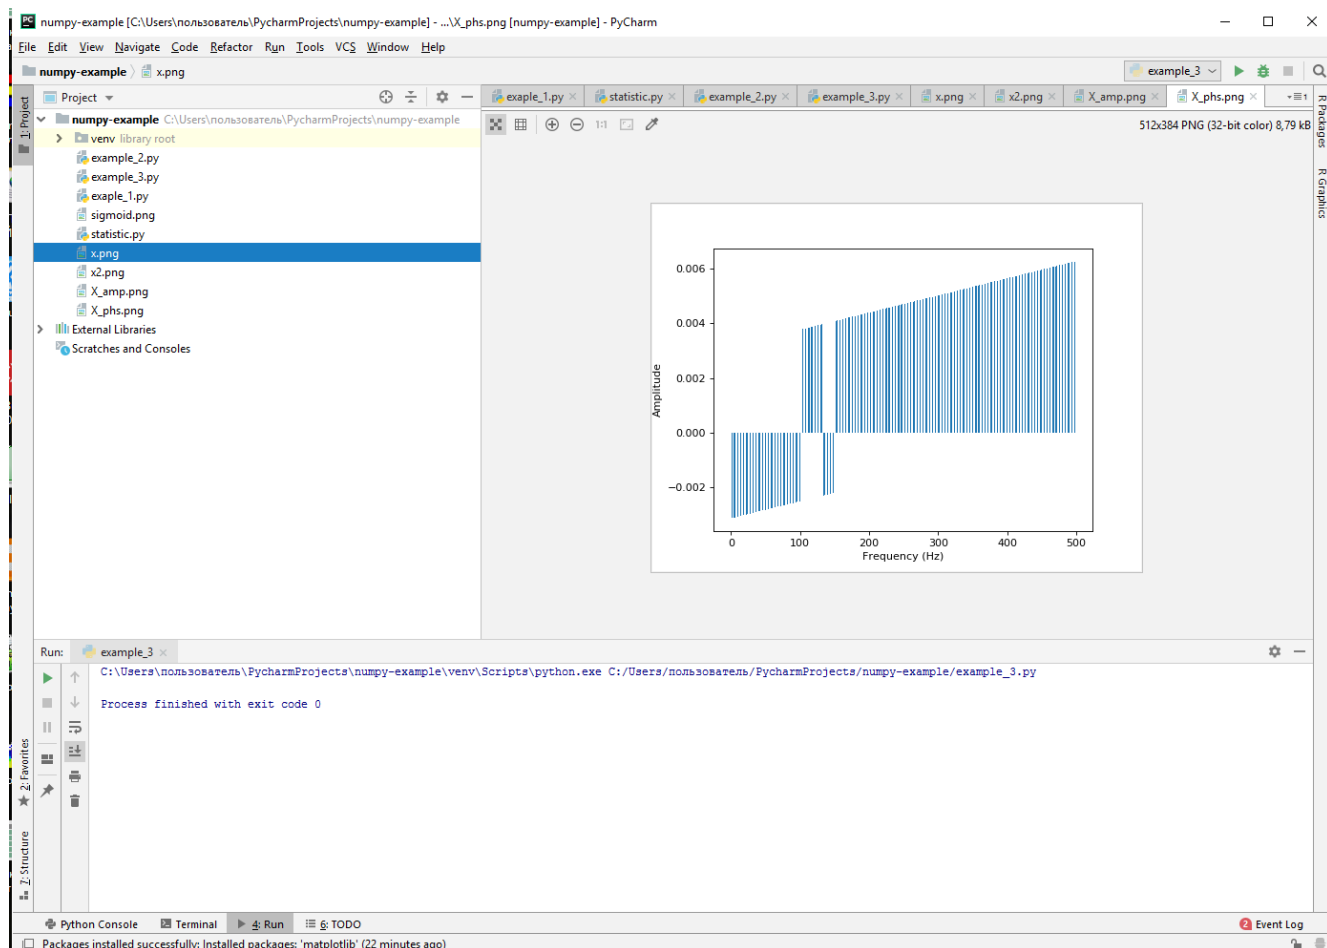 numpy-example [C:\Users\пользователь\PycharmProjects\numpy-example] - ...\X_phs.png [numpy-example] - PyCharm
File Edit View Navigate Code Refactor Run Tools VCS Window Help
numpy-example x.png
example_3
1: Project
Project
exaple_1.py statistic.py example_2.py example_3.py x.png x2.png X_amp.png X_phs.png
1
R Packages
R Graphics
numpy-example C:\Users\пользователь\PycharmProjects\numpy-example
venv library root
example_2.py
example_3.py
exaple_1.py
sigmoid.png
statistic.py
x.png
x2.png
X_amp.png
X_phs.png
External Libraries
Scratches and Consoles
1:1
512x384 PNG (32-bit color) 8,79 kB
0.006
0.004
0.002
0.000
−0.002
Amplitude
0 100 200 300 400 500
Frequency (Hz)
Run: example_3
C:\Users\пользователь\PycharmProjects\numpy-example\venv\Scripts\python.exe C:/Users/пользователь/PycharmProjects/numpy-example/example_3.py
Process finished with exit code 0
2: Favorites
7: Structure
Python Console Terminal 4: Run 6: TODO
2 Event Log
Packages installed successfully: Installed packages: 'matplotlib' (22 minutes ago)